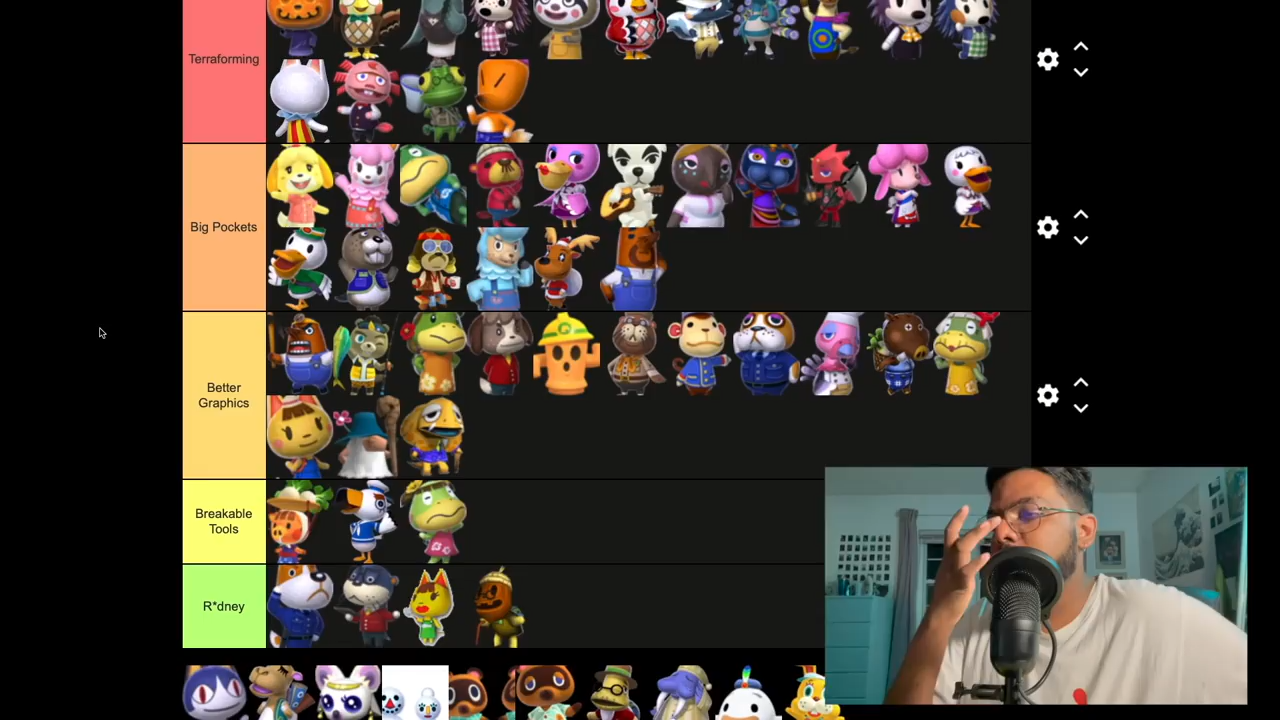 Terraforming
Big Pockets
Better
Graphics
Breakable
Tools
R*dney